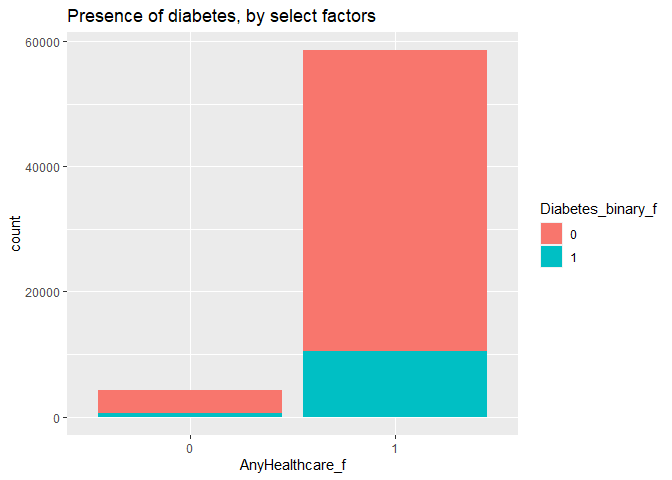 Presence of diabetes, by select factors
60000
40000
20000
0
count
0
1
AnyHealthcare_f
Diabetes_binary_f
0
1